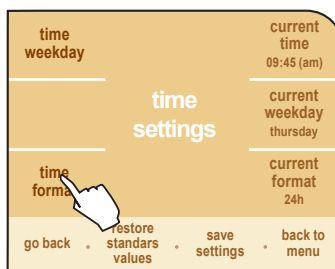 time
weekday
time
settings
time
format
current
time
09:45 (am)
current
weekday
thursday
current
format
24h
go back
restore
standars
values
save
settings
back to
menu